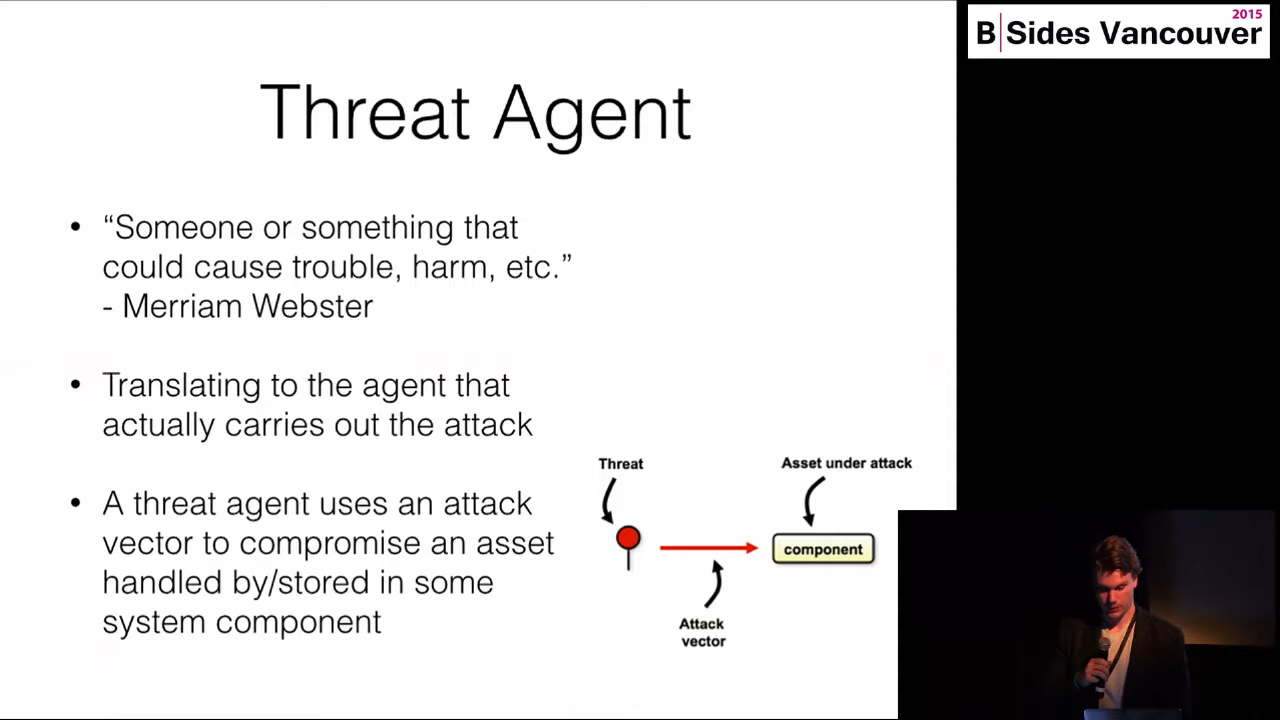 2015
B Sides Vancouver
Threat Agent
• “Someone or something that
could cause trouble, harm, etc.”
- Merriam Webster
• Translating to the agent that
actually carries out the attack
• A threat agent uses an attack
vector to compromise an asset
handled by/stored in some
system component
Threat
Asset under attack
component
Attack
vector